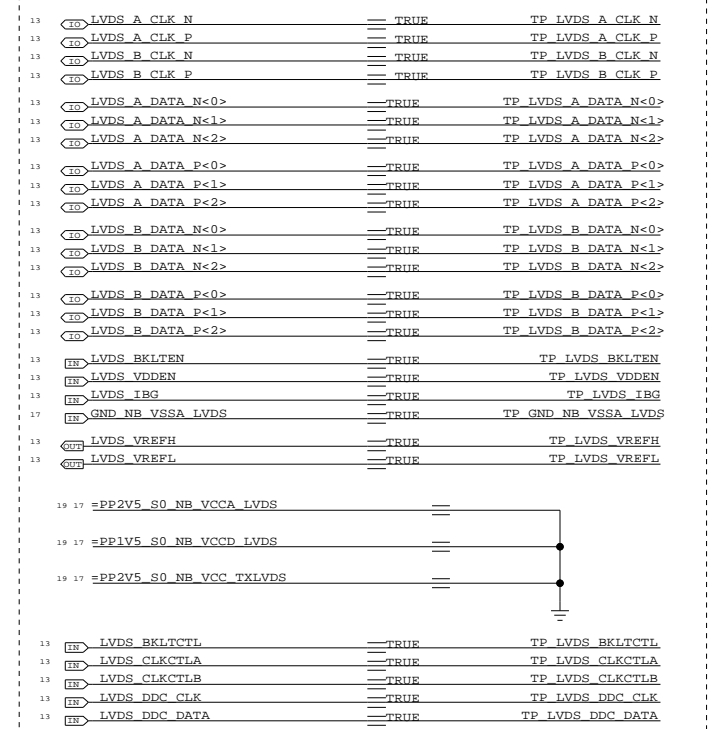 13 IO LVDS_A_CLK_N TRUE TP_LVDS_A_CLK_N
13 IO LVDS_A_CLK_P TRUE TP_LVDS_A_CLK_P
13 IO LVDS_B_CLK_N TRUE TP_LVDS_B_CLK_N
13 IO LVDS_B_CLK_P TRUE TP_LVDS_B_CLK_P
13 IO LVDS_A_DATA_N<0> TRUE TP_LVDS_A_DATA_N<0>
13 IO LVDS_A_DATA_N<1> TRUE TP_LVDS_A_DATA_N<1>
13 IO LVDS_A_DATA_N<2> TRUE TP_LVDS_A_DATA_N<2>
13 IO LVDS_A_DATA_P<0> TRUE TP_LVDS_A_DATA_P<0>
13 IO LVDS_A_DATA_P<1> TRUE TP_LVDS_A_DATA_P<1>
13 IO LVDS_A_DATA_P<2> TRUE TP_LVDS_A_DATA_P<2>
13 IO LVDS_B_DATA_N<0> TRUE TP_LVDS_B_DATA_N<0>
13 IO LVDS_B_DATA_N<1> TRUE TP_LVDS_B_DATA_N<1>
13 IO LVDS_B_DATA_N<2> TRUE TP_LVDS_B_DATA_N<2>
13 IO LVDS_B_DATA_P<0> TRUE TP_LVDS_B_DATA_P<0>
13 IO LVDS_B_DATA_P<1> TRUE TP_LVDS_B_DATA_P<1>
13 IO LVDS_B_DATA_P<2> TRUE TP_LVDS_B_DATA_P<2>
13 IN LVDS_BKLTEN TRUE TP_LVDS_BKLTEN
13 IN LVDS_VDDEN TRUE TP_LVDS_VDDEN
13 IN LVDS_IBG TRUE TP_LVDS_IBG
17 IN GND_NB_VSSA_LVDS TRUE TP_GND_NB_VSSA_LVDS
13 OUT LVDS_VREFH TRUE TP_LVDS_VREFH
13 OUT LVDS_VREFL TRUE TP_LVDS_VREFL
19 17 =PP2V5_S0_NB_VCCA_LVDS
19 17 =PP1V5_S0_NB_VCCD_LVDS
19 17 =PP2V5_S0_NB_VCC_TXLVDS
13 IN LVDS_BKLTCTL TRUE TP_LVDS_BKLTCTL
13 IN LVDS_CLKCTLA TRUE TP_LVDS_CLKCTLA
13 IN LVDS_CLKCTLB TRUE TP_LVDS_CLKCTLB
13 IN LVDS_DDC_CLK TRUE TP_LVDS_DDC_CLK
13 IN LVDS_DDC_DATA TRUE TP_LVDS_DDC_DATA